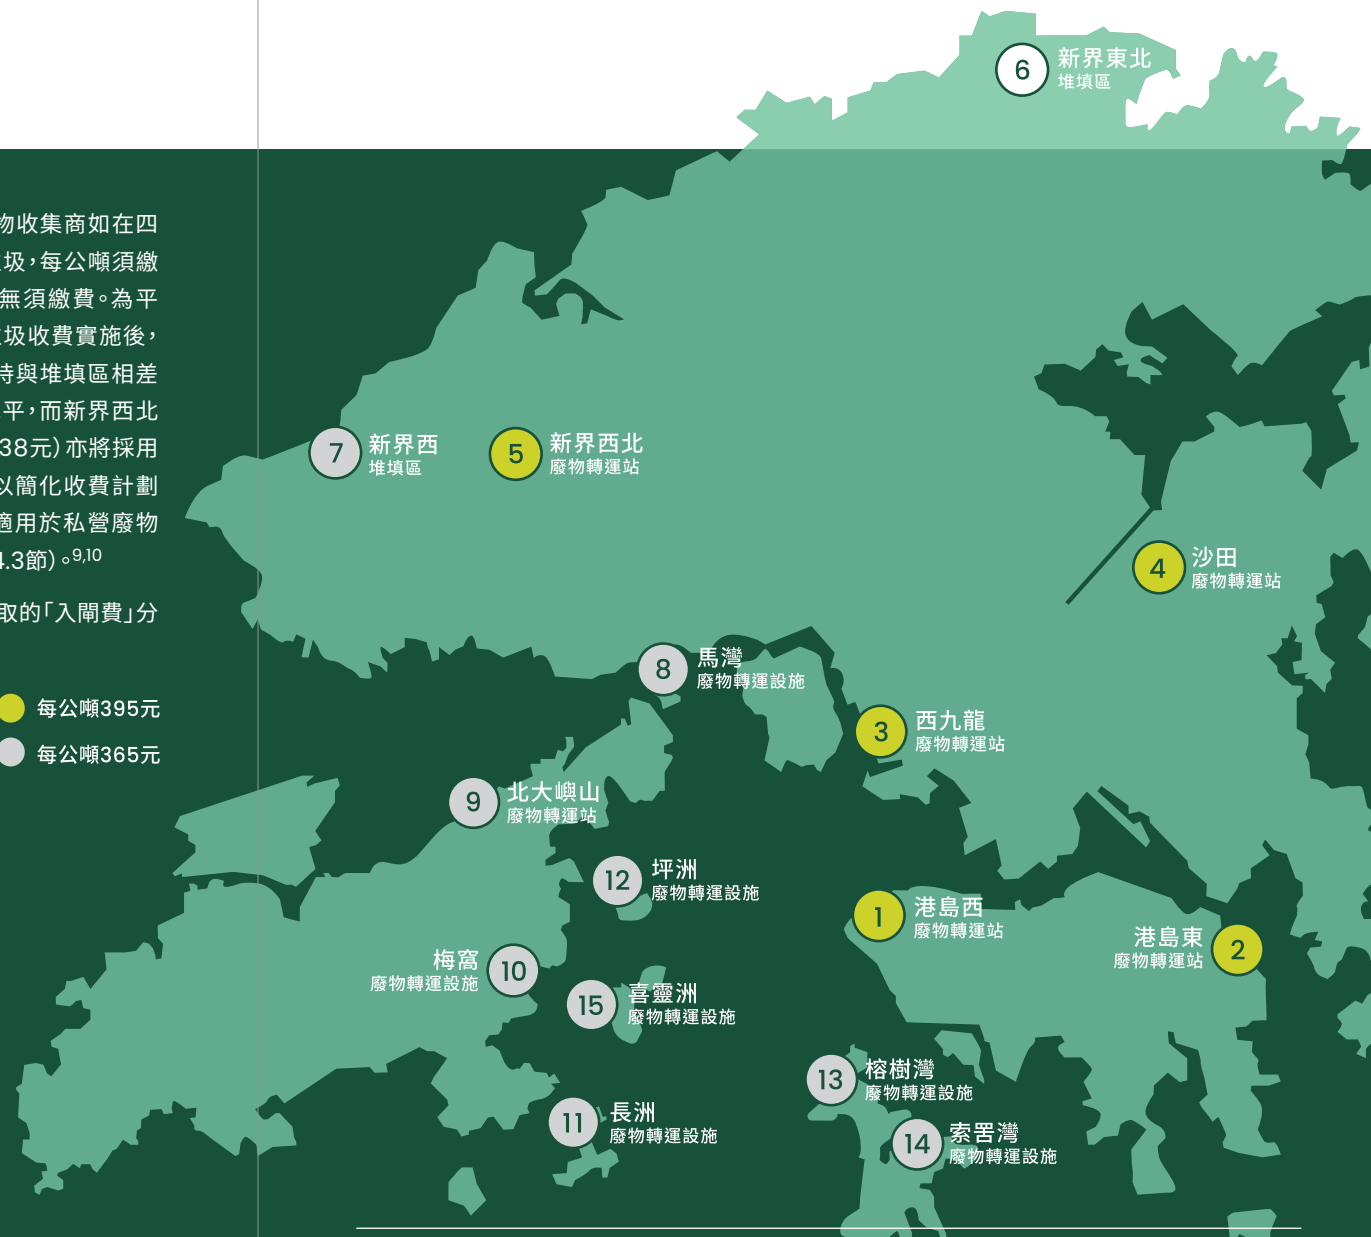 物收集商如在四
圾，每公噸須繳
無須繳費。為平
圾收費實施後，
時與堆填區相差
平，而新界西北
38元）亦將採用
以簡化收費計劃
適用於私營廢物
4.3節）。9,10
取的「入閘費」分
每公噸395元
每公噸365元
6
新界東北
堆填區
7
新界西
堆填區
5
新界西北
廢物轉運站
4
沙田
廢物轉運站
8
馬灣
廢物轉運設施
3
西九龍
廢物轉運站
9
北大嶼山
廢物轉運站
12
坪洲
廢物轉運設施
1
港島西
廢物轉運站
2
港島東
廢物轉運站
10
梅窩
廢物轉運設施
15
喜靈洲
廢物轉運設施
13
榕樹灣
廢物轉運設施
11
長洲
廢物轉運設施
14
索罟灣
廢物轉運設施